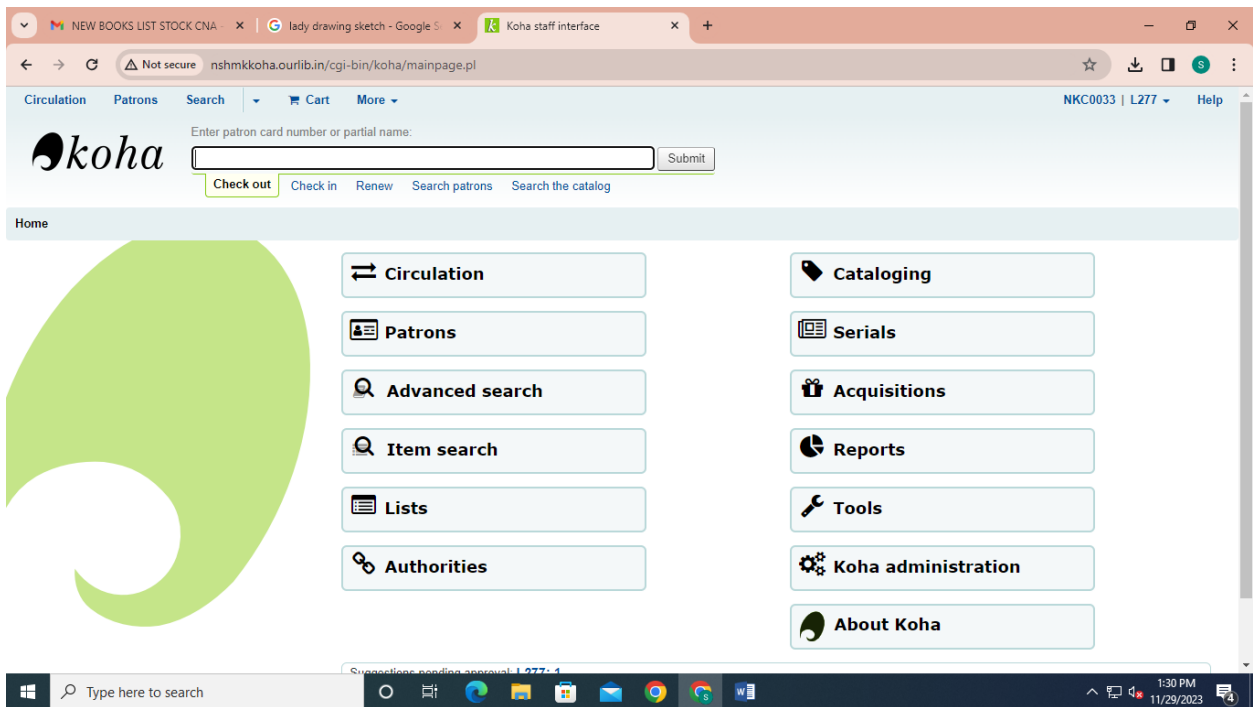 NEW BOOKS LIST STOCK CNA - lady drawing sketch - Google S Koha staff interface
Not secure nshmkkoha.ourlib.in/cgi-bin/koha/mainpage.pl S
Circulation Patrons Search Cart More NKC0033 | L277 Help
Enter patron card number or partial name:
koha Submit
Check out Check in Renew Search patrons Search the catalog
Home
Circulation Cataloging
Patrons Serials
Advanced search Acquisitions
Item search Reports
Lists Tools
Authorities Koha administration
About Koha
Suggestions pending approval: L277: 1
Type here to search 1:30 PM
11/29/2023 4